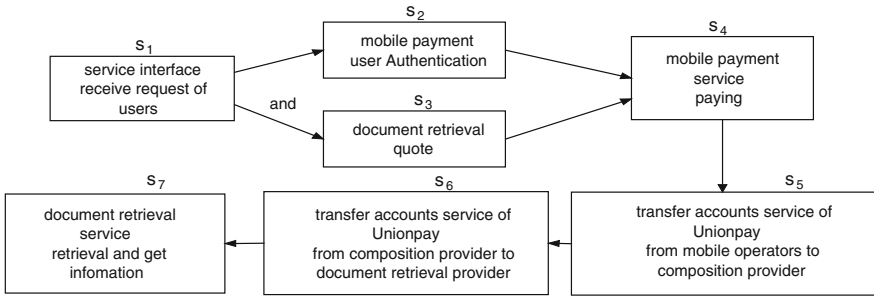 S1
service interface
receive request of
users
and
S2
mobile payment
user Authentication
S3
document retrieval
quote
S4
mobile payment
service
paying
S5
transfer accounts service of
Unionpay
from mobile operators to
composition provider
S6
transfer accounts service of
Unionpay
from composition provider to
document retrieval provider
S7
document retrieval
service
retrieval and get
infomation